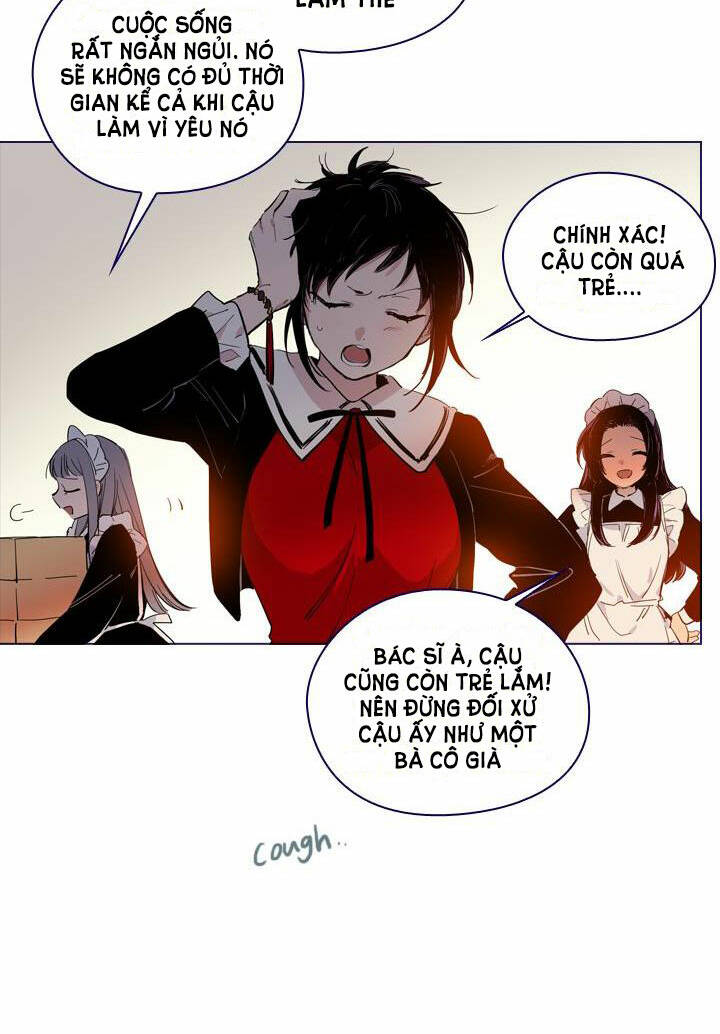 LÀM THẾ
CUỘC SỐNG
RẤT NGẮN NGỦI. NÓ
SẼ KHÔNG CÓ ĐỦ THỜI
GIAN KỂ CẢ KHI CẬU
LÀM VÌ YÊU NÓ
CHÍNH XÁC!
CẬU CÒN QUÁ
TRẺ....
BÁC SĨ À, CẬU
CŨNG CÒN TRẺ LẮM!
NÊN ĐỪNG ĐỐI XỬ
CẬU ẤY NHƯ MỘT
BÀ CÔ GIÀ
cough..